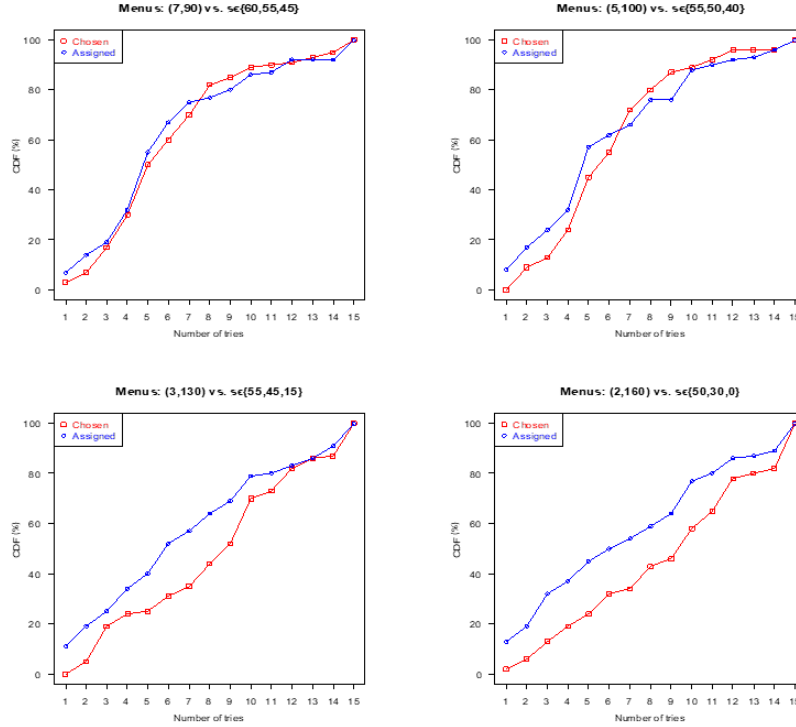 Menus: (7,90) vs. sϵ{60,55,45}
Chosen
Assigned
CDF (%)
100
80
60
40
20
0
1 2 3 4 5 6 7 8 9 10 11 12 13 14 15
Number of tries
Menus: (5,100) vs. sϵ{55,50,40}
Chosen
Assigned
CDF (%)
100
80
60
40
20
0
1 2 3 4 5 6 7 8 9 10 11 12 13 14 15
Number of tries
Menus: (3,130) vs. sϵ{55,45,15}
Chosen
Assigned
CDF (%)
100
80
60
40
20
0
1 2 3 4 5 6 7 8 9 10 11 12 13 14 15
Number of tries
Menus: (2,160) vs. sϵ{50,30,0}
Chosen
Assigned
CDF (%)
100
80
60
40
20
0
1 2 3 4 5 6 7 8 9 10 11 12 13 14 15
Number of tries